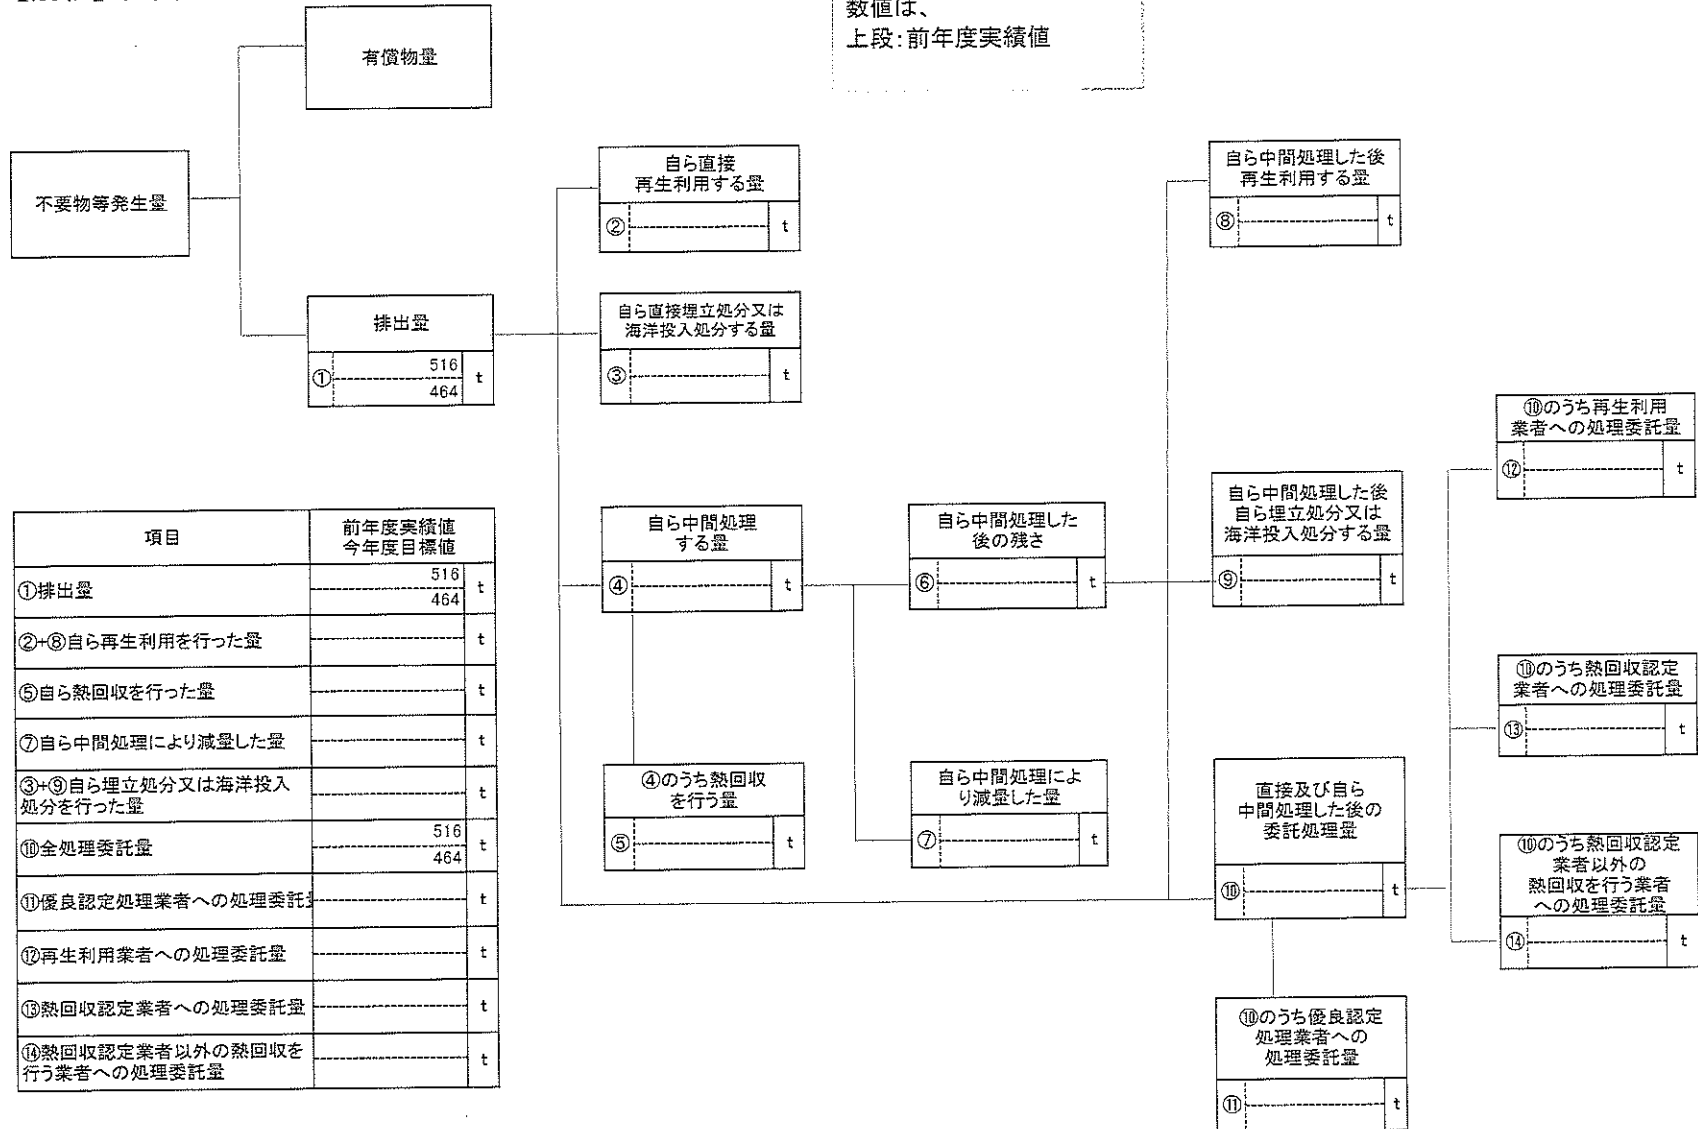 数値は、
上段：前年度実績値
有償物量
不要物等発生量
排出量
① 516 t
464
自ら直接
再生利用する量
② t
自ら直接埋立処分又は
海洋投入処分する量
③ t
自ら中間処理
する量
④ t
④のうち熱回収
を行う量
⑤ t
自ら中間処理した
後の残さ
⑥ t
自ら中間処理によ
り減量した量
⑦ t
自ら中間処理した後
再生利用する量
⑧ t
自ら中間処理した後
自ら埋立処分又は
海洋投入処分する量
⑨ t
直接及び自ら
中間処理した後の
委託処理量
⑩ t
⑩のうち優良認定
処理業者への
処理委託量
⑪ t
⑩のうち再生利用
業者への処理委託量
⑫ t
⑩のうち熱回収認定
業者への処理委託量
⑬ t
⑩のうち熱回収認定
業者以外の
熱回収を行う業者
への処理委託量
⑭ t
項目 前年度実績値
今年度目標値
①排出量 516 t
464
②+⑧自ら再生利用を行った量 t
⑤自ら熱回収を行った量 t
⑦自ら中間処理により減量した量 t
③+⑨自ら埋立処分又は海洋投入
処分を行った量 t
⑩全処理委託量 516 t
464
⑪優良認定処理業者への処理委託 t
⑫再生利用業者への処理委託量 t
⑬熱回収認定業者への処理委託量 t
⑭熱回収認定業者以外の熱回収を
行う業者への処理委託量 t